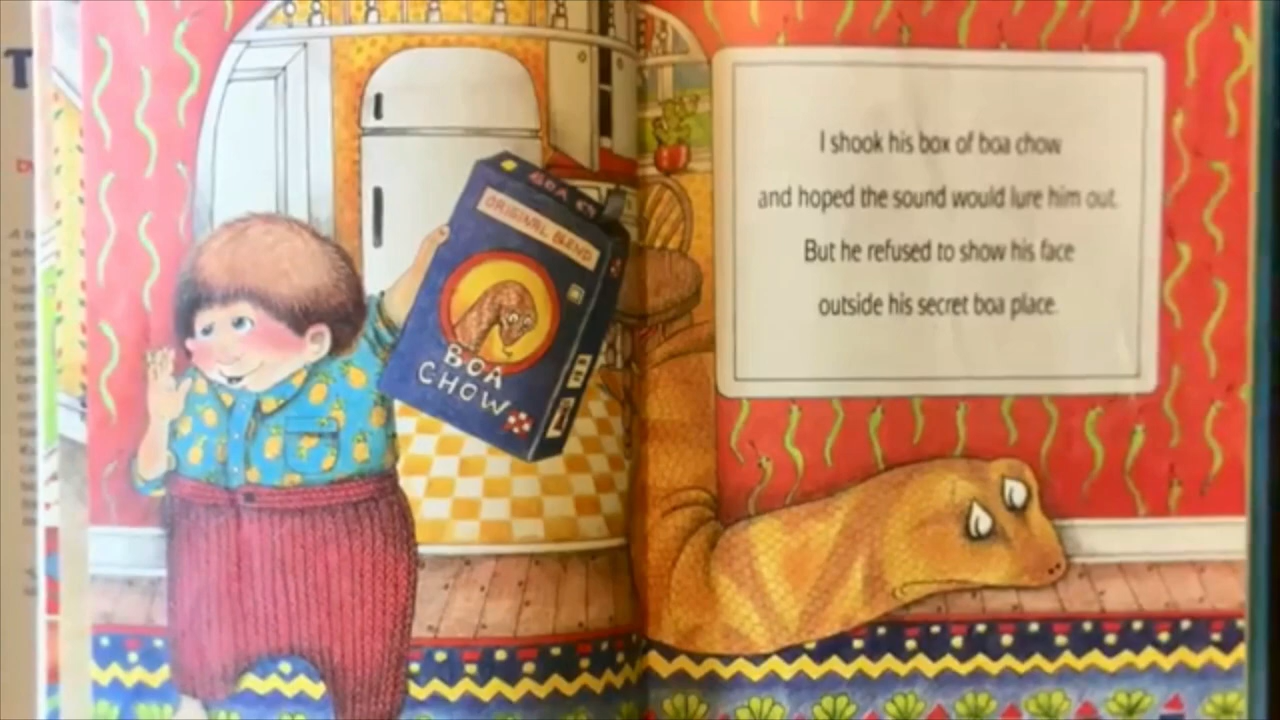 BOA
ORIGINAL BLEND
BOA
CHOW
I shook his box of boa chow
and hoped the sound would lure him out.
But he refused to show his face
outside his secret boa place.